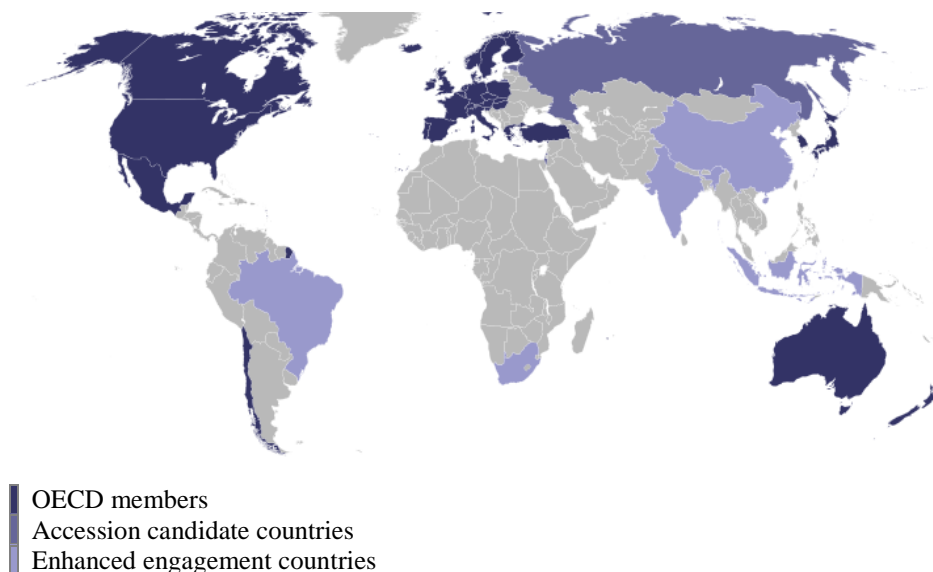 OECD members
Accession candidate countries
Enhanced engagement countries